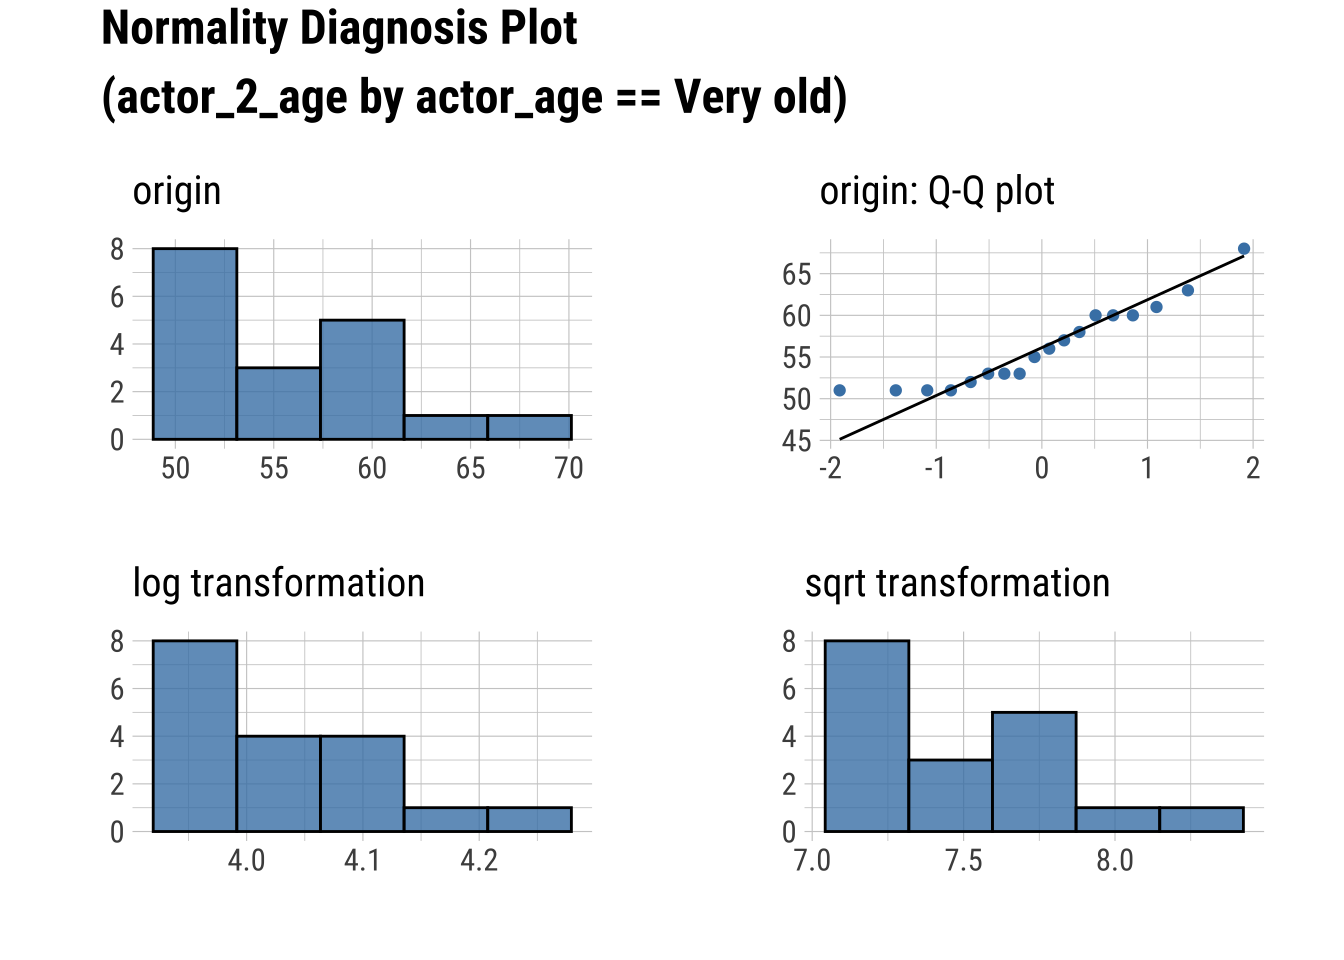 Normality Diagnosis Plot
(actor_2_age by actor_age == Very old)
origin
8
6
4
2
0
50 55 60 65 70
origin: Q-Q plot
65
60
55
50
45
-2 -1 0 1 2
log transformation
8
6
4
2
0
4.0 4.1 4.2
sqrt transformation
8
6
4
2
0
7.0 7.5 8.0